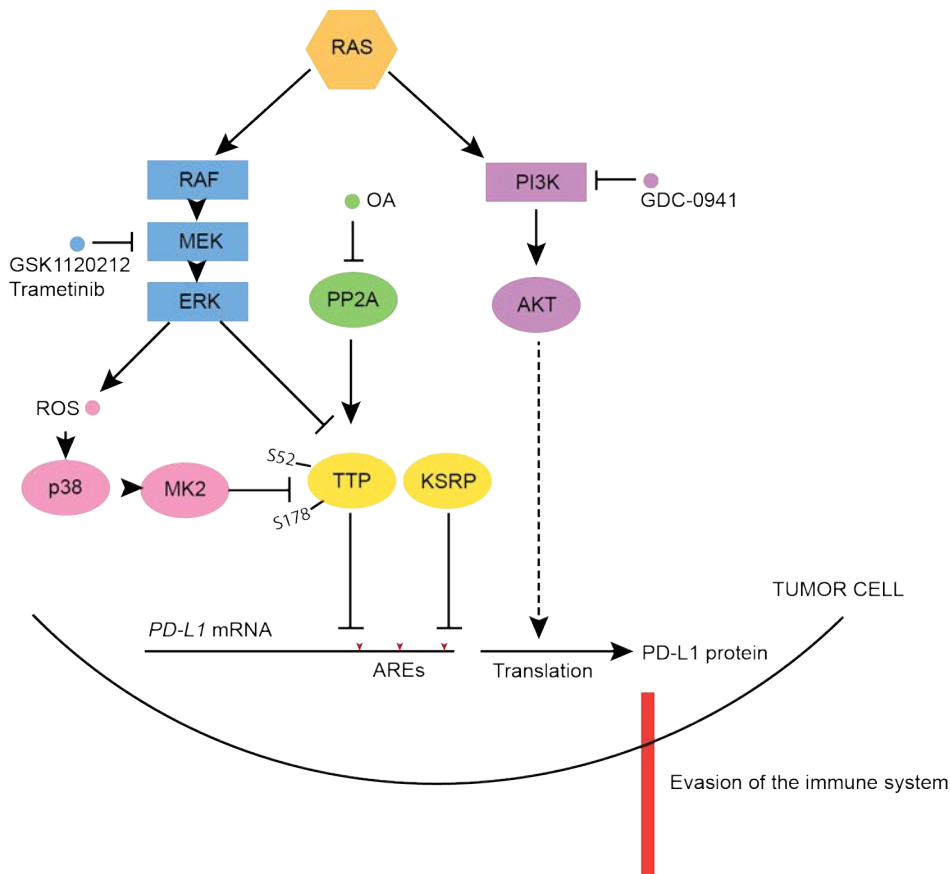 RAS
RAF
PI3K
GDC-0941
OA
MEK
GSK1120212
Trametinib
ERK
PP2A
AKT
ROS
S52
p38
MK2
TTP
KSRP
S178
TUMOR CELL
PD-L1 mRNA
AREs
Translation
PD-L1 protein
Evasion of the immune system